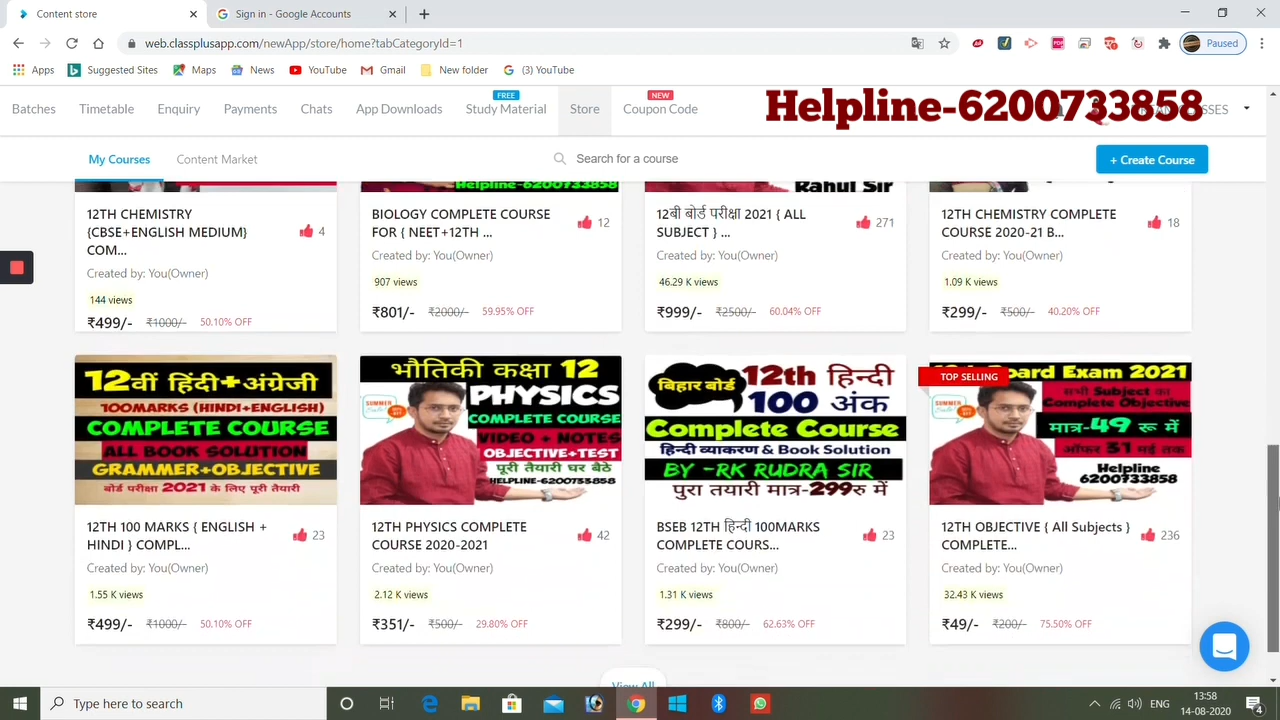 Content store
Sign in - Google Accounts
web.classplusapp.com/newApp/store/home?tabCategoryId=1
Paused
Apps
Suggested Sites
Maps
News
YouTube
Gmail
New folder
(3) YouTube
Batches
Timetable
Enquiry
Payments
Chats
App Downloads
FREE
Study Material
Store
NEW
Coupon Code
Helpline-6200733858
My Courses
Content Market
Search for a course
+ Create Course
Helpline-6200733858
Rahul Sir
12TH CHEMISTRY
{CBSE+ENGLISH MEDIUM}
COM...
4
Created by: You(Owner)
144 views
₹499/- ₹1000/- 50.10% OFF
BIOLOGY COMPLETE COURSE
FOR { NEET+12TH ...
12
Created by: You(Owner)
907 views
₹801/- ₹2000/- 59.95% OFF
12बी बोर्ड परीक्षा 2021 { ALL
SUBJECT } ...
271
Created by: You(Owner)
46.29 K views
₹999/- ₹2500/- 60.04% OFF
12TH CHEMISTRY COMPLETE
COURSE 2020-21 B...
18
Created by: You(Owner)
1.09 K views
₹299/- ₹500/- 40.20% OFF
12वीं हिंदी+अंग्रेजी
100MARKS (HINDI+ENGLISH)
COMPLETE COURSE
ALL BOOK SOLUTION
GRAMMER+OBJECTIVE
बोर्ड परीक्षा 2021 के लिए पूरी तैयारी
12TH 100 MARKS { ENGLISH +
HINDI } COMPL...
23
Created by: You(Owner)
1.55 K views
₹499/- ₹1000/- 50.10% OFF
भौतिकी कक्षा 12
PHYSICS
COMPLETE COURSE
VIDEO + NOTES
OBJECTIVE+TEST
पूरी तैयारी घर बैठे
HELPLINE-6200733858
12TH PHYSICS COMPLETE
COURSE 2020-2021
42
Created by: You(Owner)
2.12 K views
₹351/- ₹500/- 29.80% OFF
बिहार बोर्ड
12th हिन्दी
100 अंक
Complete Course
हिन्दी व्याकरण & Book Solution
BY -RK RUDRA SIR
पुरा तयारी मात्र-299रु में
BSEB 12TH हिन्दी 100MARKS
COMPLETE COURS...
23
Created by: You(Owner)
1.31 K views
₹299/- ₹800/- 62.63% OFF
TOP SELLING
Board Exam 2021
सभी Subject का
Complete Objective
मात्र-49 रू में
ऑफर 31 मई तक
Helpline
6200733858
12TH OBJECTIVE { All Subjects }
COMPLETE...
236
Created by: You(Owner)
32.43 K views
₹49/- ₹200/- 75.50% OFF
View All
Type here to search
ENG
13:58
14-08-2020
4